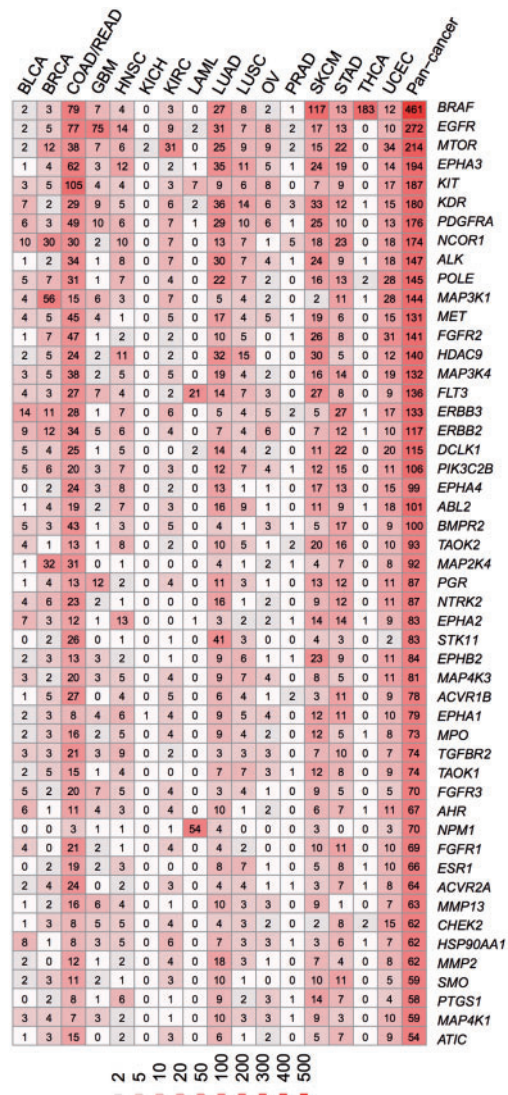 BLCA BRCA COAD/READ GBM HNSC KICH KIRC LAML LUAD LUSC OV PRAD SKCM STAD THCA UCEC Pan-cancer
2 3 79 7 4 0 3 0 27 8 2 1 117 13 183 12 461 BRAF
2 5 77 75 14 0 9 2 31 7 8 2 17 13 0 10 272 EGFR
2 12 38 7 6 2 31 0 25 9 9 2 15 22 0 34 214 MTOR
1 4 62 3 12 0 2 1 35 11 5 1 24 19 0 14 194 EPHA3
3 5 105 4 4 0 3 7 9 6 8 0 7 9 0 17 187 KIT
7 2 29 9 5 0 6 2 36 14 6 3 33 12 1 15 180 KDR
6 3 49 10 6 0 7 1 29 10 6 1 25 10 0 13 176 PDGFRA
10 30 30 2 10 0 7 0 13 7 1 5 18 23 0 18 174 NCOR1
1 2 34 1 8 0 7 0 30 7 4 1 24 9 1 18 147 ALK
5 7 31 1 7 0 4 0 22 7 2 0 16 13 2 28 145 POLE
4 56 15 6 3 0 7 0 5 4 2 0 2 11 1 28 144 MAP3K1
4 5 45 4 1 0 5 0 17 4 5 1 19 6 0 15 131 MET
1 7 47 1 2 0 2 0 10 5 0 1 26 8 0 31 141 FGFR2
2 5 24 2 11 0 2 0 32 15 0 0 30 5 0 12 140 HDAC9
3 5 38 2 5 0 5 0 19 4 2 0 16 14 0 19 132 MAP3K4
4 3 27 7 4 0 2 21 14 7 3 0 27 8 0 9 136 FLT3
14 11 28 1 7 0 6 0 5 4 5 2 5 27 1 17 133 ERBB3
9 12 34 5 6 0 4 0 7 4 6 0 7 12 1 10 117 ERBB2
5 4 25 1 5 0 0 2 14 4 2 0 11 22 0 20 115 DCLK1
5 6 20 3 7 0 3 0 12 7 4 1 12 15 0 11 106 PIK3C2B
0 2 24 3 8 0 2 0 13 1 1 0 17 13 0 15 99 EPHA4
1 4 19 2 7 0 3 0 16 9 1 0 11 9 1 18 101 ABL2
5 3 43 1 3 0 5 0 4 1 3 1 5 17 0 9 100 BMPR2
4 1 13 1 8 0 2 0 10 5 1 2 20 16 0 10 93 TAOK2
1 32 31 0 1 0 1 0 4 1 2 1 4 7 0 8 92 MAP2K4
1 4 13 12 2 0 4 0 11 3 1 0 13 12 0 11 87 PGR
4 6 23 2 1 0 0 0 16 1 2 0 9 12 0 11 87 NTRK2
7 3 12 1 13 0 1 0 3 2 2 1 14 14 1 9 83 EPHA2
0 2 26 0 1 0 1 1 41 3 0 0 4 3 0 2 83 STK11
2 3 13 3 2 0 1 0 9 6 1 1 23 9 0 11 84 EPHB2
3 2 20 3 5 0 4 0 9 7 4 0 8 5 0 11 81 MAP4K3
1 5 27 0 4 0 5 0 6 4 1 2 3 11 0 9 78 ACVR1B
2 3 8 4 6 1 4 0 9 5 4 0 12 11 0 10 79 EPHA1
2 3 16 2 5 0 4 0 9 4 2 0 12 5 1 8 73 MPO
3 3 21 3 9 0 2 0 3 3 3 0 7 10 0 7 74 TGFBR2
2 5 15 1 4 0 0 0 7 7 3 1 12 8 0 9 74 TAOK1
5 2 20 7 5 0 4 0 3 4 3 0 5 9 0 5 70 FGFR3
6 1 11 4 3 0 4 0 10 1 2 0 6 7 1 11 67 AHR
0 0 3 1 1 0 1 54 4 0 0 0 3 0 0 3 70 NPM1
4 0 21 2 1 0 4 0 4 2 0 0 10 11 0 10 69 FGFR1
0 2 19 2 3 0 0 0 8 7 1 0 5 8 1 10 66 ESR1
2 4 24 0 2 0 3 0 4 4 1 1 3 7 1 8 64 ACVR2A
1 2 16 6 4 0 1 0 10 3 3 0 9 1 0 7 63 MMP13
1 3 8 5 5 0 4 0 4 3 2 0 2 8 2 15 62 CHEK2
8 1 8 3 5 0 6 0 7 3 3 1 3 6 1 7 62 HSP90AA1
2 0 12 1 2 0 4 0 18 3 1 0 7 4 0 8 62 MMP2
2 3 11 2 1 0 3 0 10 1 0 0 10 11 0 5 59 SMO
0 2 8 1 6 0 1 0 9 2 3 1 14 7 0 4 58 PTGS1
3 4 7 3 2 0 1 0 9 2 3 0 9 3 0 10 59 MAP4K1
1 3 15 0 2 0 3 0 6 1 2 0 5 7 0 9 54 ATIC
2 5 10 20 50 100 200 300 400 500